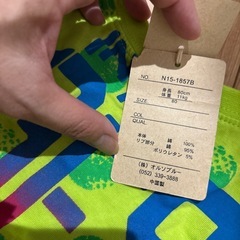 NO. N15-1857B
身長 80cm
体重 11kg
SIZE 80
COL
QUAL
本体 綿 100%
リブ部分 綿 95%
ポリウレタン 5%
㈱オルソブルー
(052) 339-3888
中国製